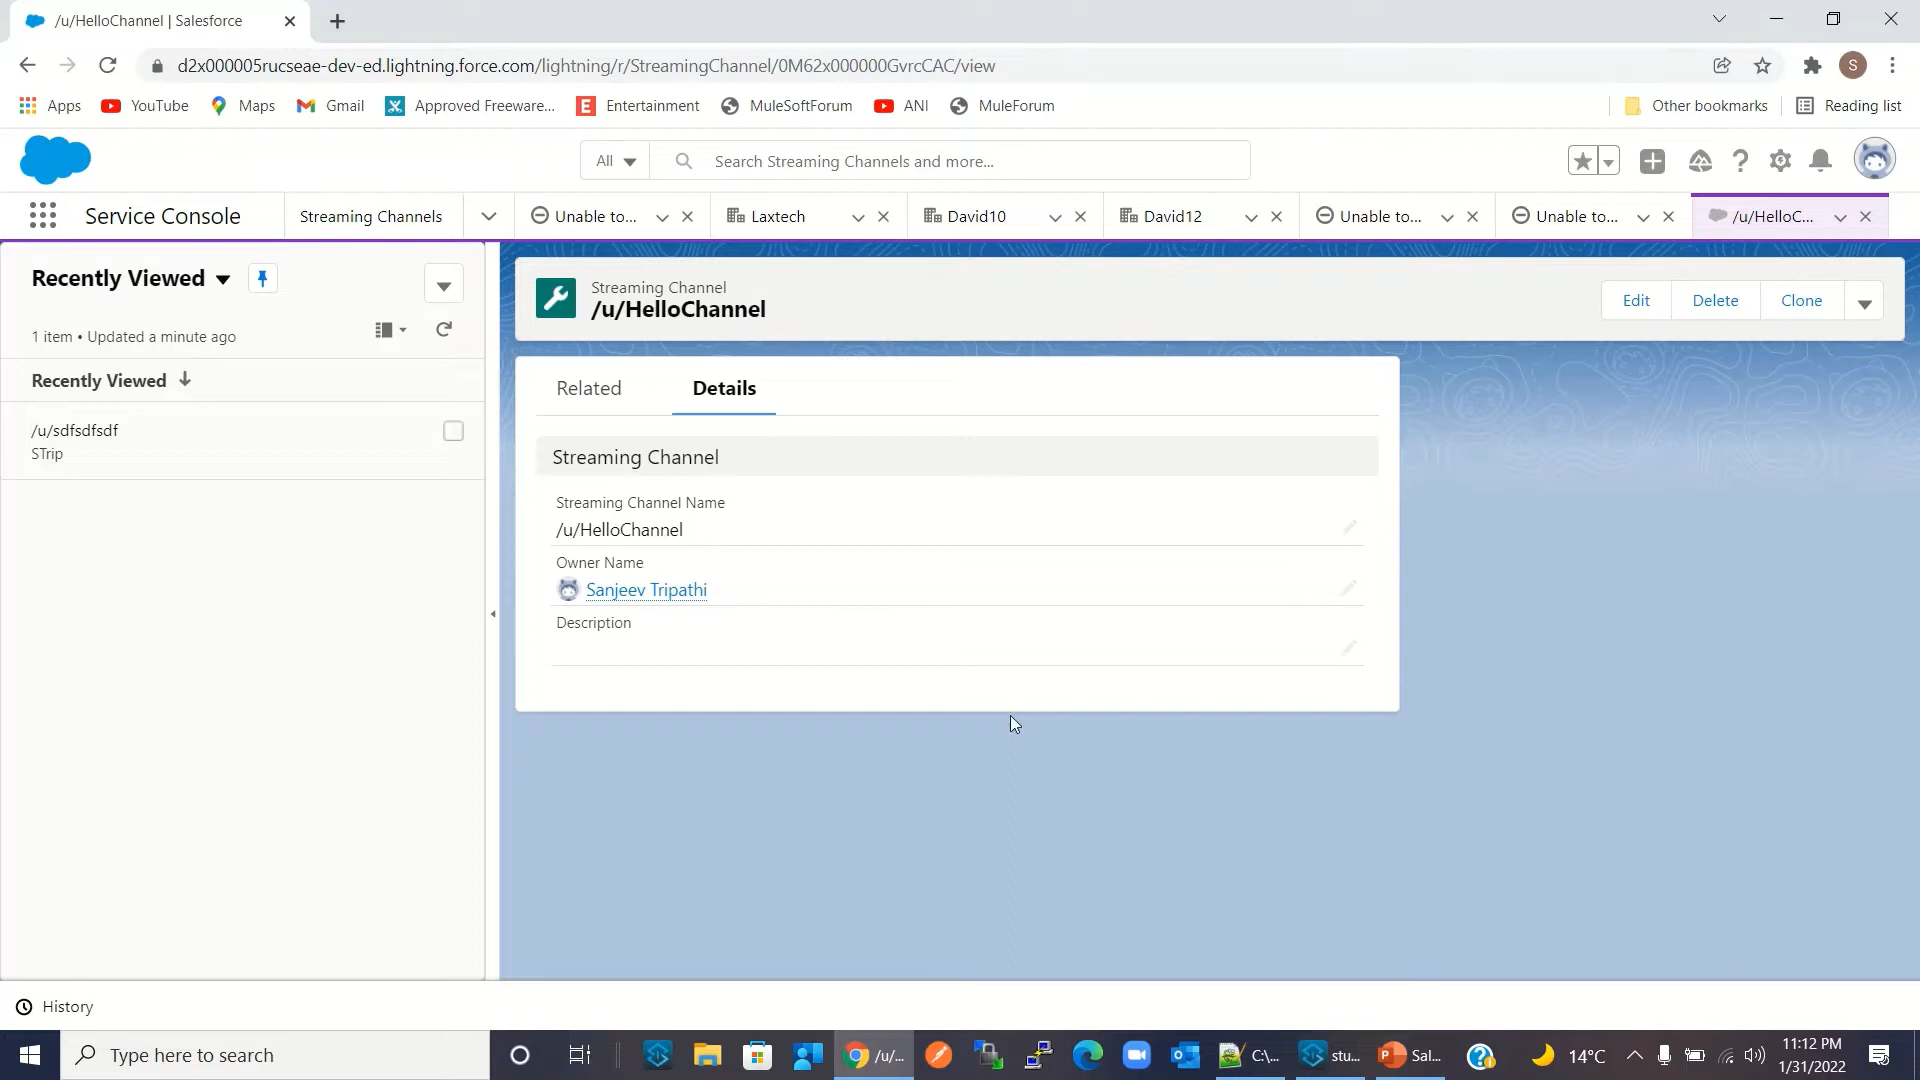 /u/HelloChannel | Salesforce
d2x000005rucseae-dev-ed.lightning.force.com/lightning/r/StreamingChannel/0M62x000000GvrcCAC/view
S
Apps YouTube Maps Gmail Approved Freeware... Entertainment MuleSoftForum ANI MuleForum Other bookmarks Reading list
All Search Streaming Channels and more...
Service Console Streaming Channels Unable to... Laxtech David10 David12 Unable to... Unable to... /u/HelloC...
Recently Viewed
1 item • Updated a minute ago
Recently Viewed
/u/sdfsdfsdf
STrip
Streaming Channel
/u/HelloChannel
Edit Delete Clone
Related Details
Streaming Channel
Streaming Channel Name
/u/HelloChannel
Owner Name
Sanjeev Tripathi
Description
History
Type here to search
/u/... C:\... stu... Sal... 14°C
11:12 PM
1/31/2022